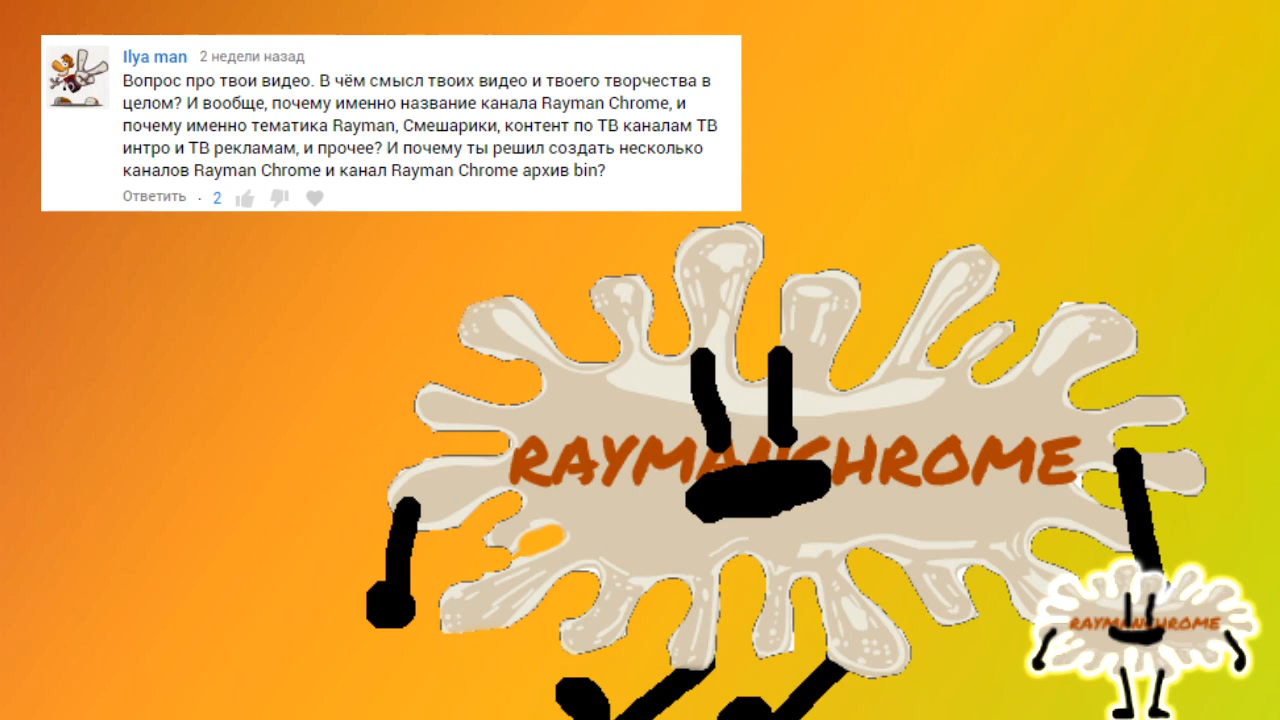 Ilya man 2 недели назад
Вопрос про твои видео. В чём смысл твоих видео и твоего творчества в
целом? И вообще, почему именно название канала Rayman Chrome, и
почему именно тематика Rayman, Смешарики, контент по ТВ каналам ТВ
интро и ТВ рекламам, и прочее? И почему ты решил создать несколько
каналов Rayman Chrome и канал Rayman Chrome архив bin?
Ответить · 2
RAYMANCHROME
RAYMANCHROME